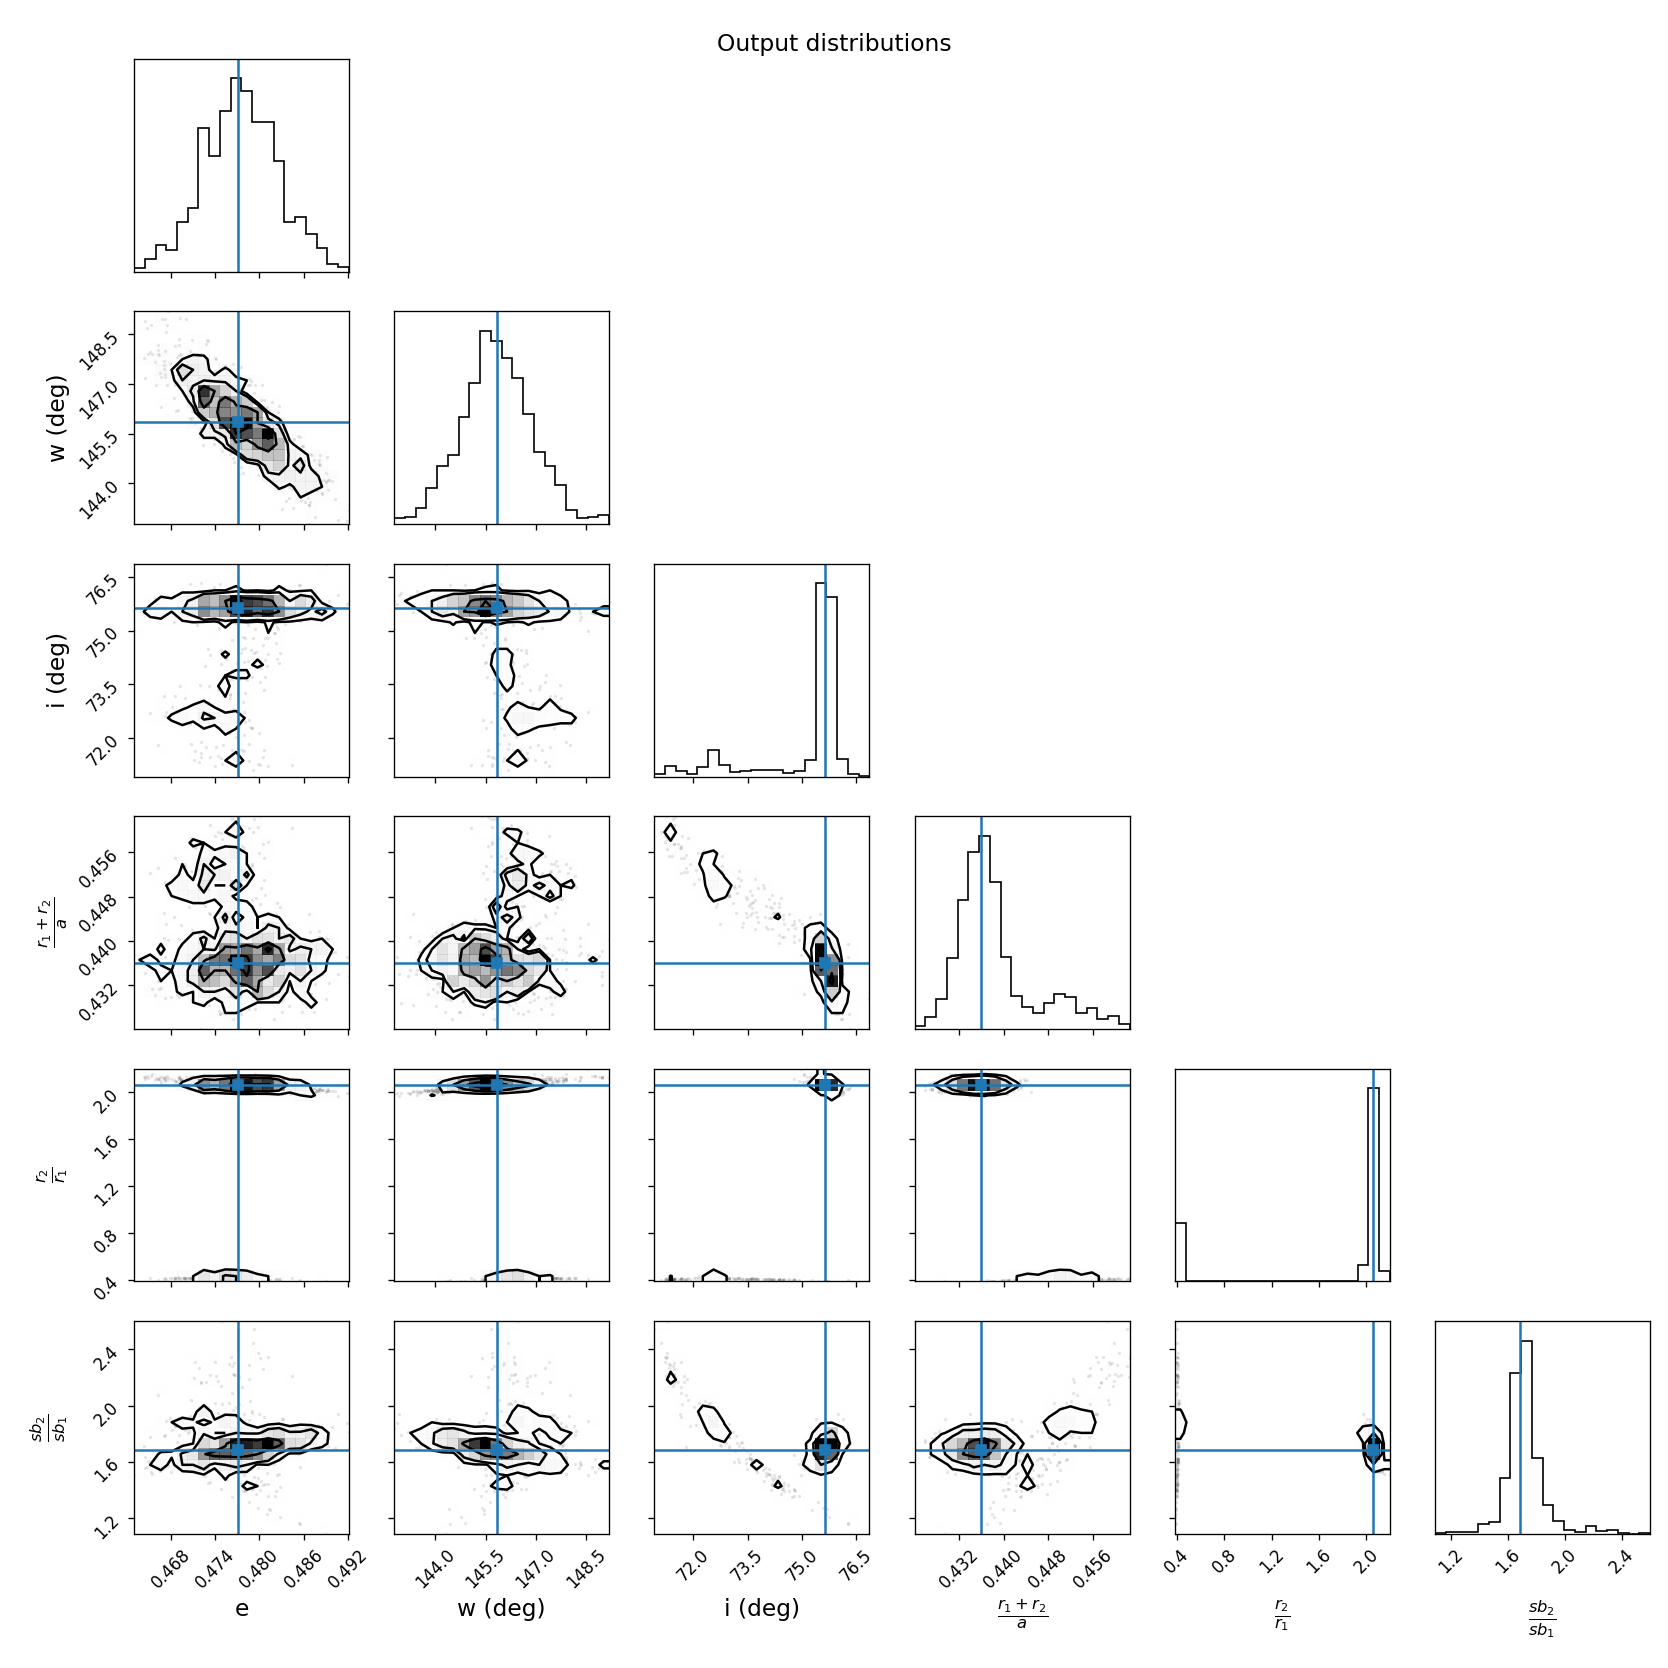 Output distributions
w (deg)
148.5
147.0
145.5
144.0
i (deg)
76.5
75.0
73.5
72.0
r₁ + r₂
a
0.456
0.448
0.440
0.432
r₂
r₁
2.0
1.6
1.2
0.8
0.4
sb₂
sb₁
2.4
2.0
1.6
1.2
0.468 0.474 0.480 0.486 0.492 144.0 145.5 147.0 148.5 72.0 73.5 75.0 76.5 0.432 0.440 0.448 0.456 0.4 0.8 1.2 1.6 2.0 1.2 1.6 2.0 2.4
e w (deg) i (deg) r₁ + r₂ r₂ sb₂
a r₁ sb₁